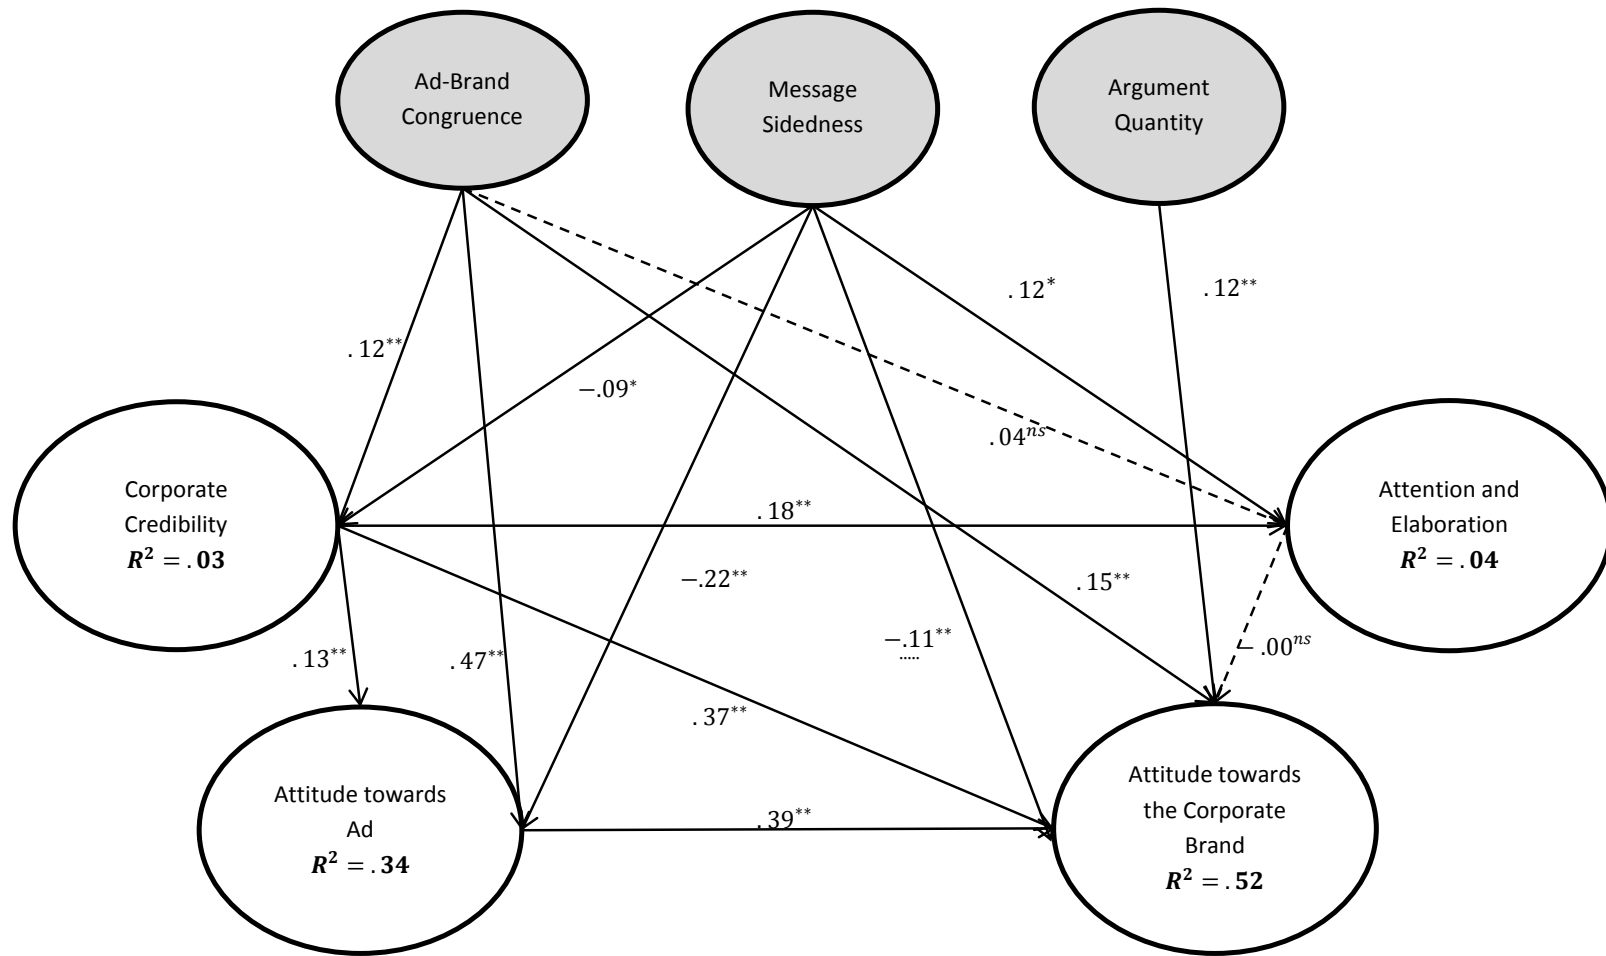 Ad-Brand
Congruence
Message
Sidedness
Argument
Quantity
.12*
.12**
.12**
−.09*
.04ns
Corporate
Credibility
R² = .03
.18**
Attention and
Elaboration
R² = .04
−.22**
.15**
−.11**
−.00ns
.13**
.47**
.37**
Attitude towards
Ad
R² = .34
.39**
Attitude towards
the Corporate
Brand
R² = .52